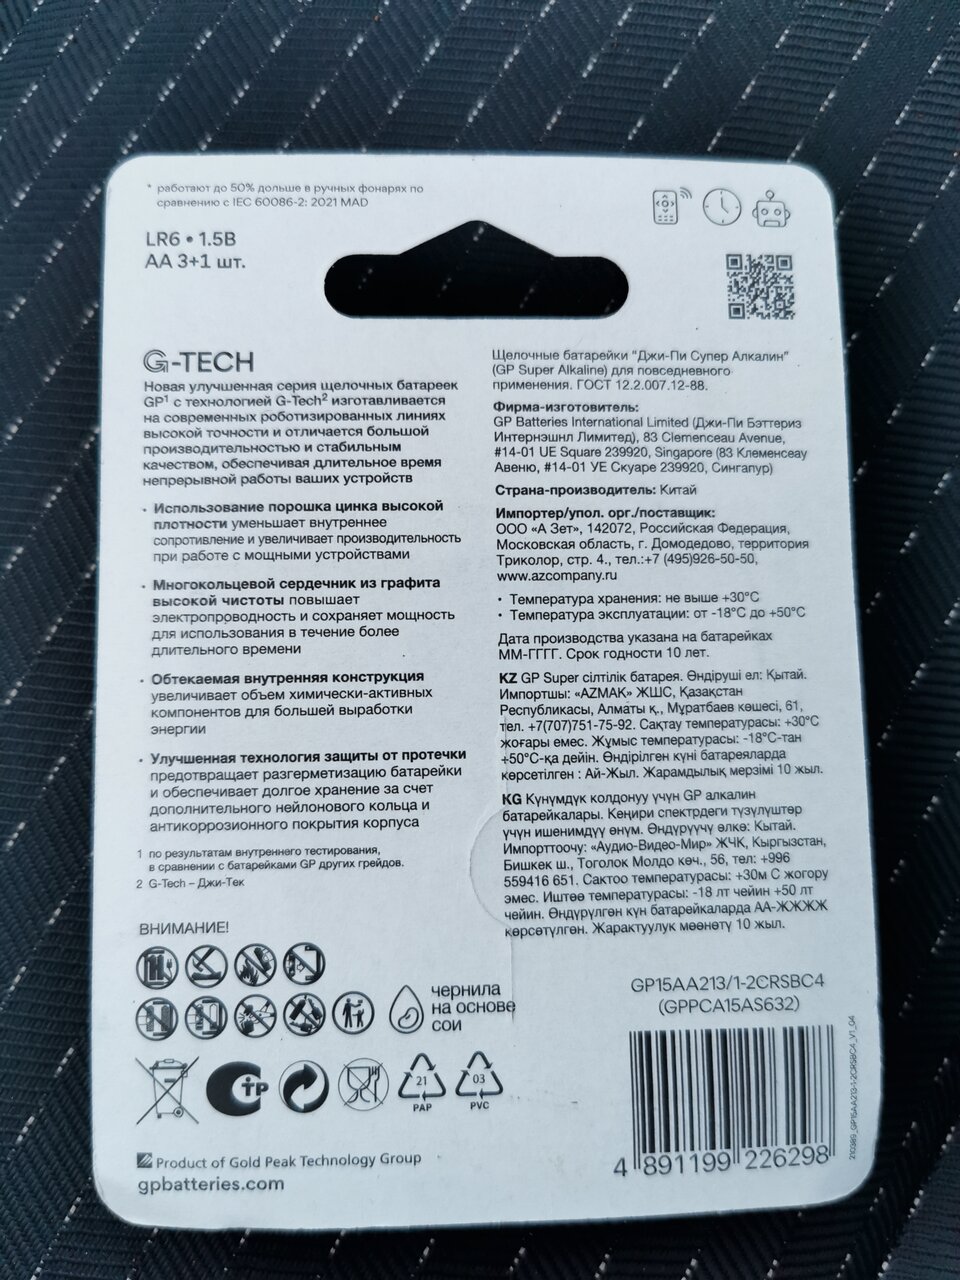 * работают до 50% дольше в ручных фонарях по
сравнению с IEC 60086-2: 2021 MAD
LR6 • 1.5В
AA 3+1 шт.
G-TECH
Новая улучшенная серия щелочных батареек
GP¹ с технологией G-Tech² изготавливается
на современных роботизированных линиях
высокой точности и отличается большой
производительностью и стабильным
качеством, обеспечивая длительное время
непрерывной работы ваших устройств
• Использование порошка цинка высокой
плотности уменьшает внутреннее
сопротивление и увеличивает производительность
при работе с мощными устройствами
• Многокольцевой сердечник из графита
высокой чистоты повышает
электропроводность и сохраняет мощность
для использования в течение более
длительного времени
• Обтекаемая внутренняя конструкция
увеличивает объем химически-активных
компонентов для большей выработки
энергии
• Улучшенная технология защиты от протечки
предотвращает разгерметизацию батарейки
и обеспечивает долгое хранение за счет
дополнительного нейлонового кольца и
антикоррозионного покрытия корпуса
1 по результатам внутреннего тестирования,
в сравнении с батарейками GP других грейдов.
2 G-Tech – Джи-Тек
ВНИМАНИЕ!
чернила
на основе
сои
ТР
21
PAP
03
PVC
Product of Gold Peak Technology Group
gpbatteries.com
Щелочные батарейки "Джи-Пи Супер Алкалин"
(GP Super Alkaline) для повседневного
применения. ГОСТ 12.2.007.12-88.
Фирма-изготовитель:
GP Batteries International Limited (Джи-Пи Бэттериз
Интернэшнл Лимитед), 83 Clemenceau Avenue,
#14-01 UE Square 239920, Singapore (83 Клеменсеау
Авеню, #14-01 УЕ Скуаре 239920, Сингапур)
Страна-производитель: Китай
Импортер/упол. орг./поставщик:
ООО «А Зет», 142072, Российская Федерация,
Московская область, г. Домодедово, территория
Триколор, стр. 4., тел.:+7 (495)926-50-50,
www.azcompany.ru
• Температура хранения: не выше +30°C
• Температура эксплуатации: от -18°C до +50°C
Дата производства указана на батарейках
ММ-ГГГГ. Срок годности 10 лет.
KZ GP Super сілтілік батарея. Өндіруші ел: Қытай.
Импортшы: «AZMAK» ЖШС, Қазақстан
Республикасы, Алматы қ., Мұратбаев көшесі, 61,
тел. +7(707)751-75-92. Сақтау температурасы: +30°C
жоғары емес. Жұмыс температурасы: -18°C-тан
+50°C-қа дейін. Өндірілген күні батареяларда
көрсетілген : Ай-Жыл. Жарамдылық мерзімі 10 жыл.
KG Күнүмдүк колдонуу үчүн GP алкалин
батарейкалары. Кеңири спектрдеги түзүлүштөр
үчүн ишенимдүү өнүм. Өндүрүүчү өлкө: Кытай.
Импорттоочу: «Аудио-Видео-Мир» ЖЧК, Кыргызстан,
Бишкек ш., Тоголок Молдо көч., 56, тел: +996
559416 651. Сактоо температурасы: +30м С жогору
эмес. Иштөө температурасы: -18 лт чейин +50 лт
чейин. Өндүрүлгөн күн батарейкаларда АА-ЖЖЖЖ
көрсөтүлгөн. Жарактуулук мөөнөтү 10 жыл.
GP15AA213/1-2CRSBC4
(GPPCA15AS632)
4 891199 226298